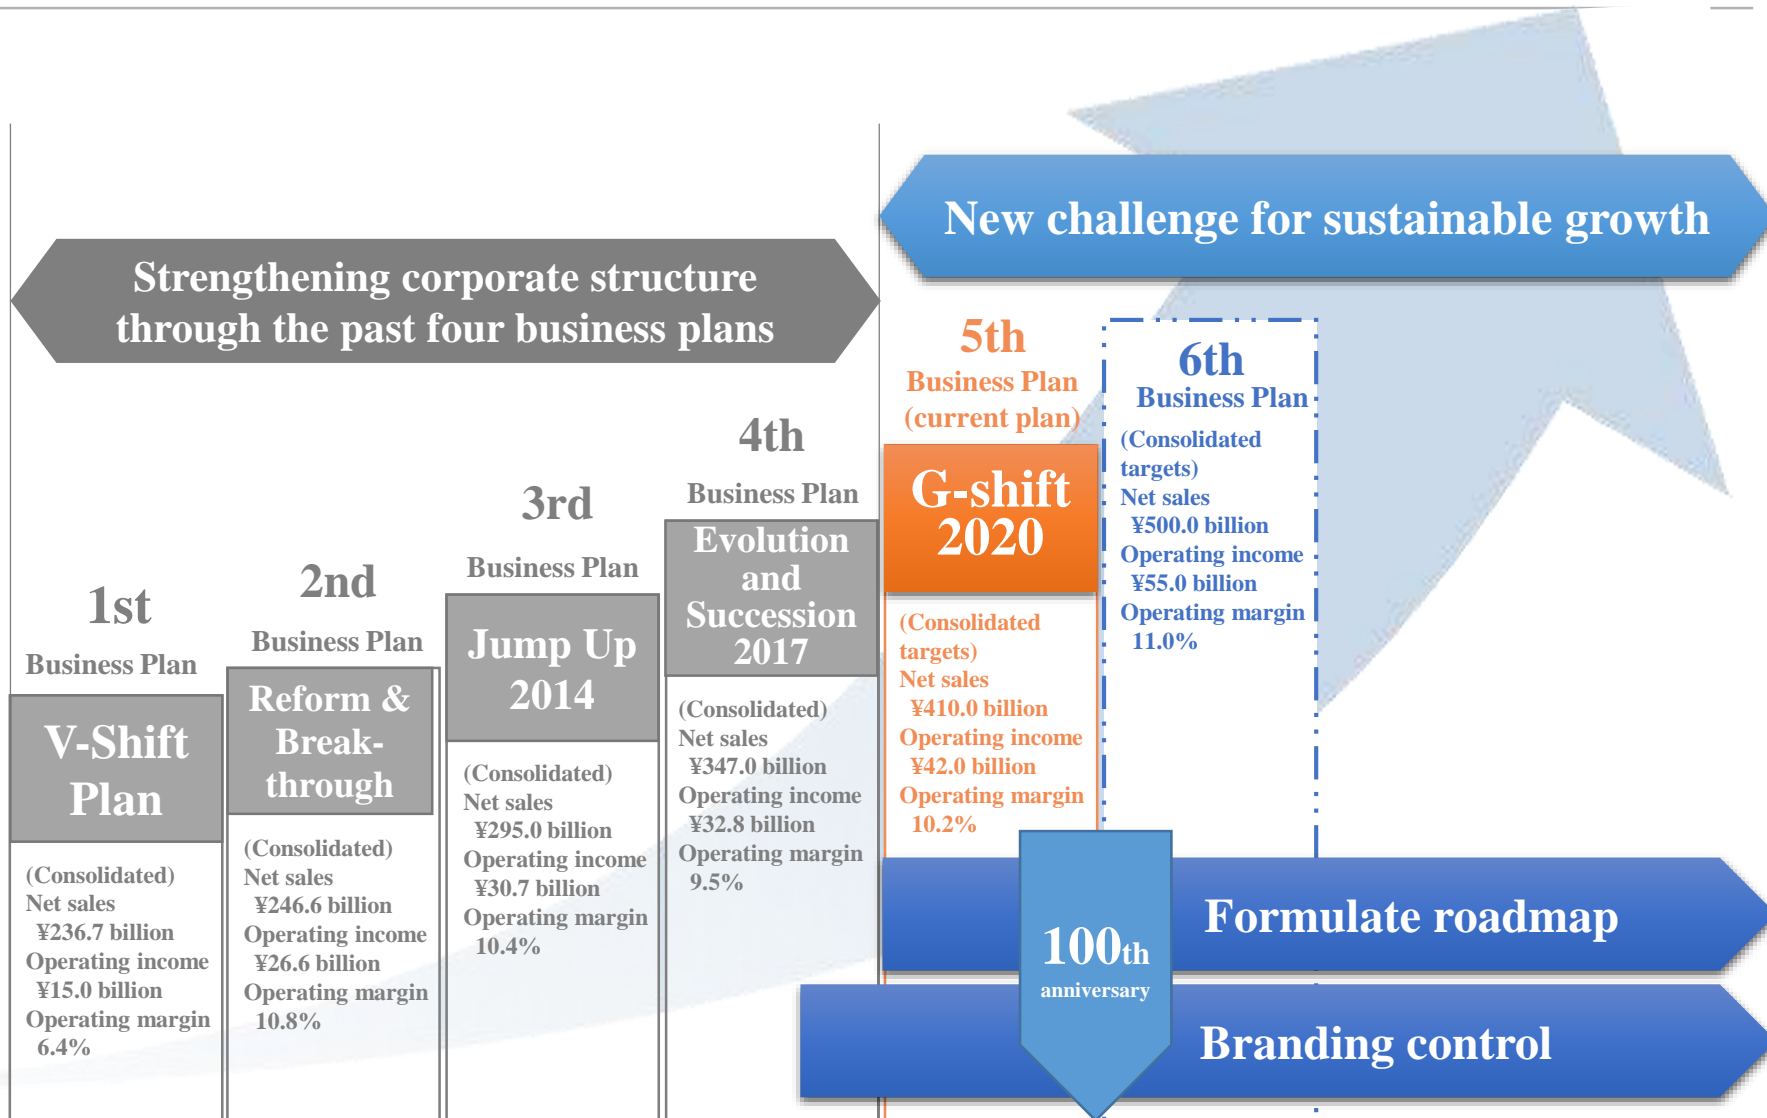 New challenge for sustainable growth
Strengthening corporate structure
through the past four business plans
1st
Business Plan
V-Shift
Plan
(Consolidated)
Net sales
¥236.7 billion
Operating income
¥15.0 billion
Operating margin
6.4%
2nd
Business Plan
Reform &
Break-
through
(Consolidated)
Net sales
¥246.6 billion
Operating income
¥26.6 billion
Operating margin
10.8%
3rd
Business Plan
Jump Up
2014
(Consolidated)
Net sales
¥295.0 billion
Operating income
¥30.7 billion
Operating margin
10.4%
4th
Business Plan
Evolution
and
Succession
2017
(Consolidated)
Net sales
¥347.0 billion
Operating income
¥32.8 billion
Operating margin
9.5%
5th
Business Plan
(current plan)
G-shift
2020
(Consolidated
targets)
Net sales
¥410.0 billion
Operating income
¥42.0 billion
Operating margin
10.2%
6th
Business Plan
(Consolidated
targets)
Net sales
¥500.0 billion
Operating income
¥55.0 billion
Operating margin
11.0%
100th
anniversary
Formulate roadmap
Branding control